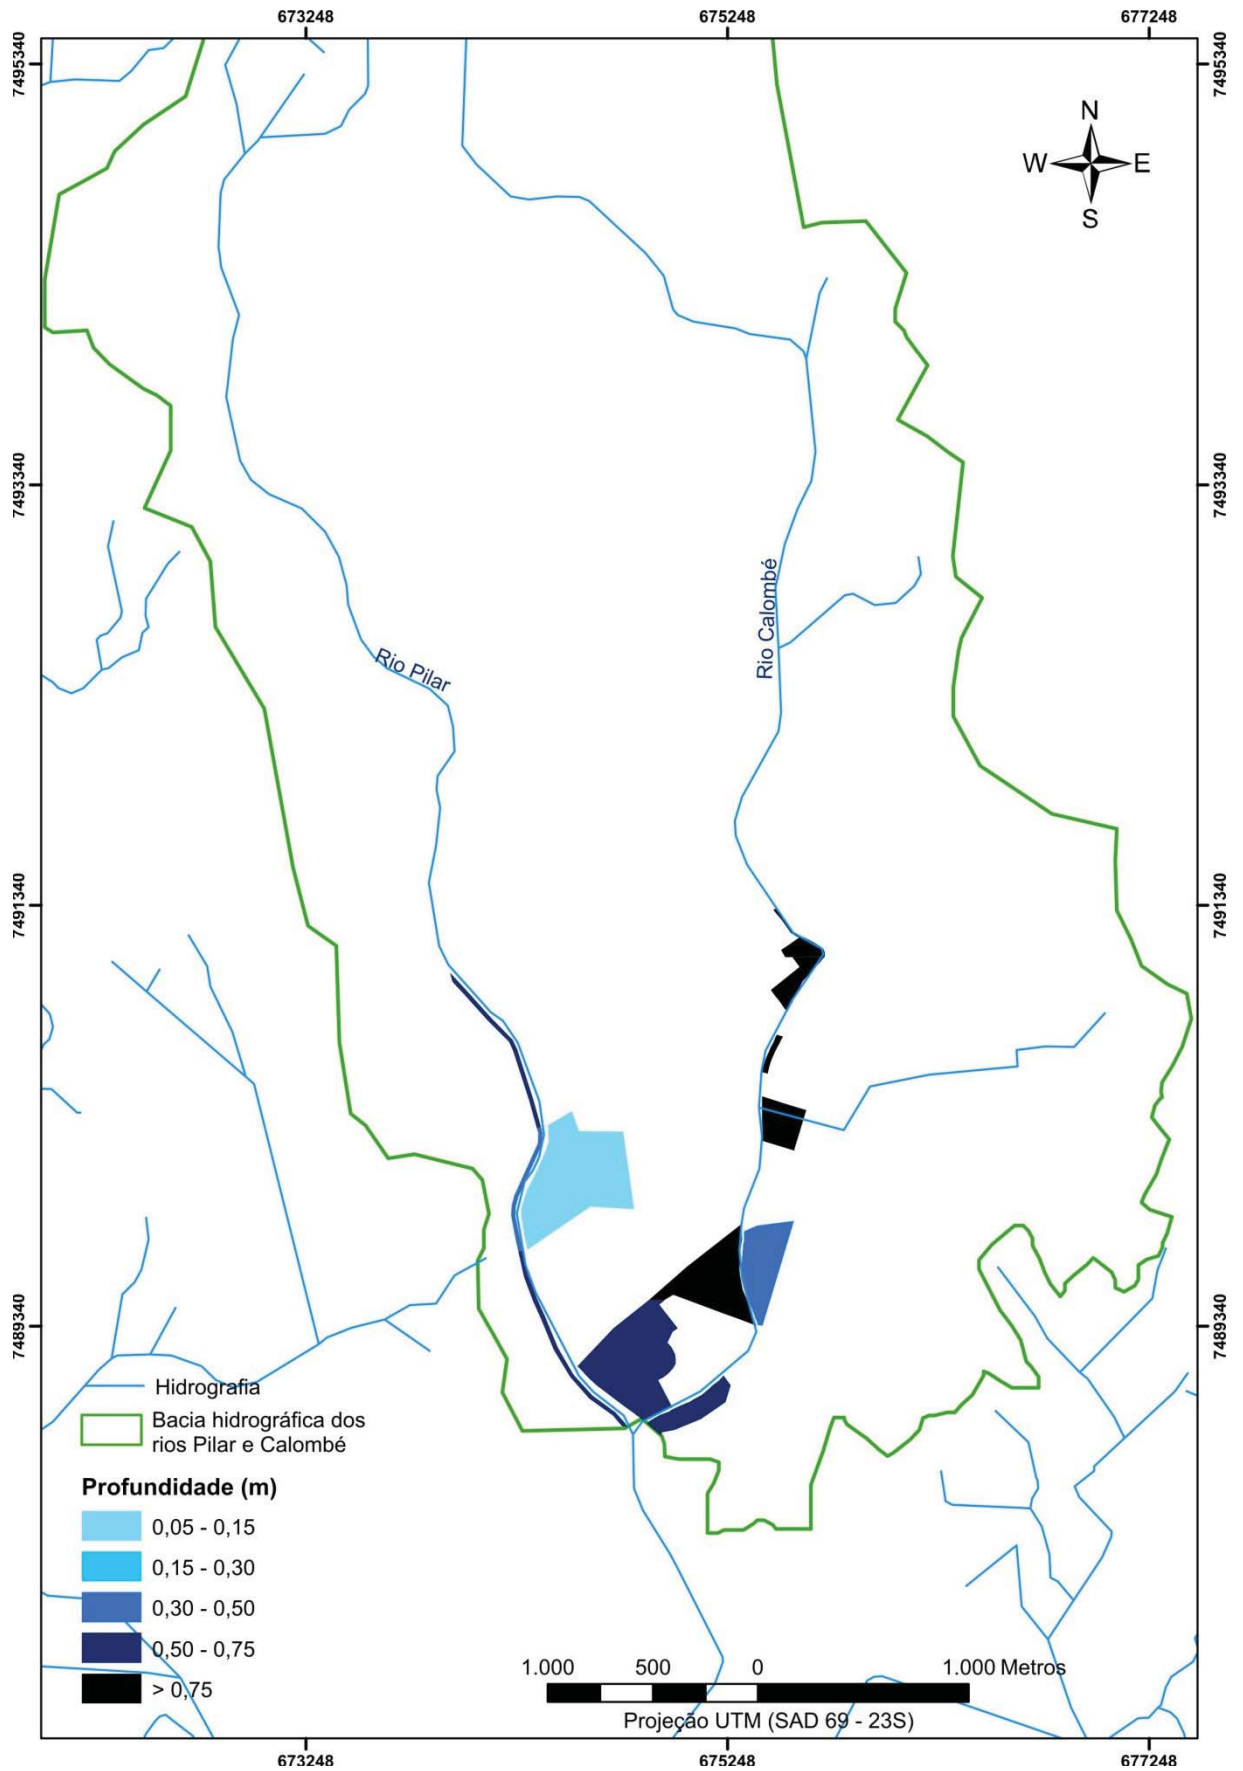 673248
675248
677248
7495340
7495340
N
W
E
S
7493340
7493340
Rio Calombé
Rio Pilar
7491340
7491340
7489340
7489340
Hidrografia
Bacia hidrográfica dos
rios Pilar e Calombé
Profundidade (m)
0,05 - 0,15
0,15 - 0,30
0,30 - 0,50
0,50 - 0,75
> 0,75
1.000 500 0 1.000 Metros
Projeção UTM (SAD 69 - 23S)
673248
675248
677248